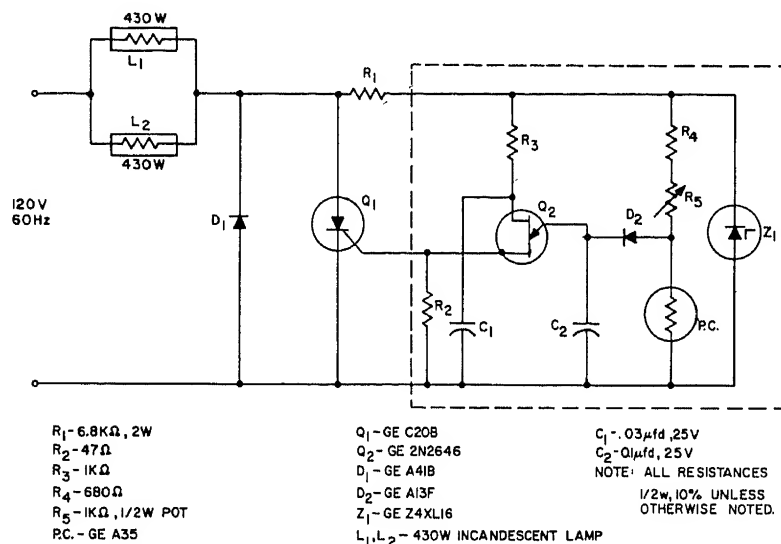 430W
L1
L2
430W
120V
60Hz
D1
Q1
R1
R2
R3
C1
Q2
C2
D2
R4
R5
P.C.
Z1
R1-6.8KΩ, 2W
R2-47Ω
R3-1KΩ
R4-680Ω
R5-1KΩ, 1/2W POT
P.C.- GE A35
Q1-GE C20B
Q2-GE 2N2646
D1-GE A41B
D2-GE A13F
Z1-GE Z4XL16
L1,L2-430W INCANDESCENT LAMP
C1-.03μfd, 25V
C2-0.1μfd, 25V
NOTE: ALL RESISTANCES
1/2w, 10% UNLESS
OTHERWISE NOTED.